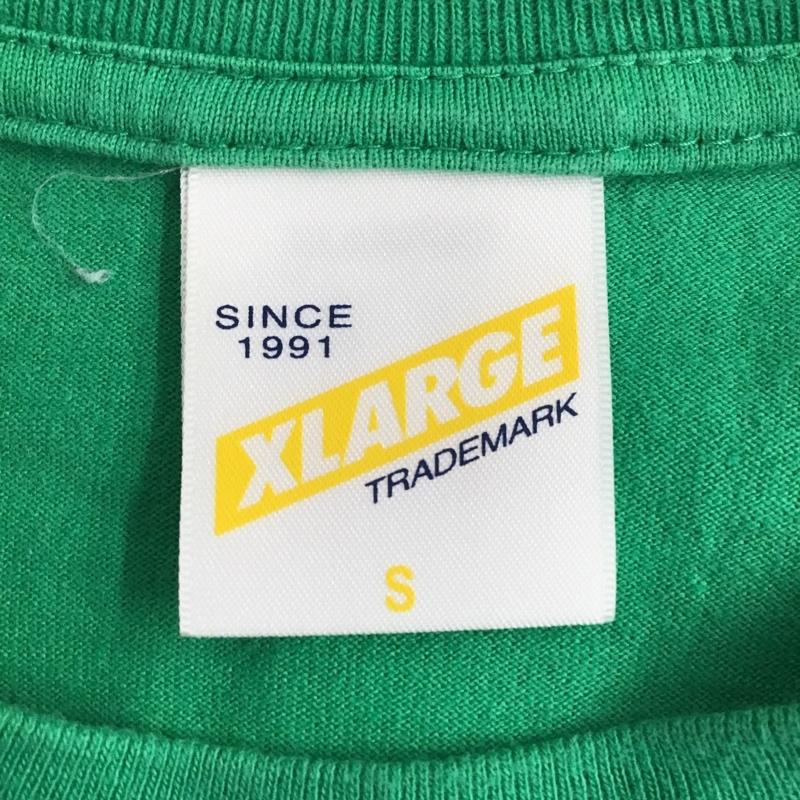 SINCE
1991
XLARGE
TRADEMARK
S